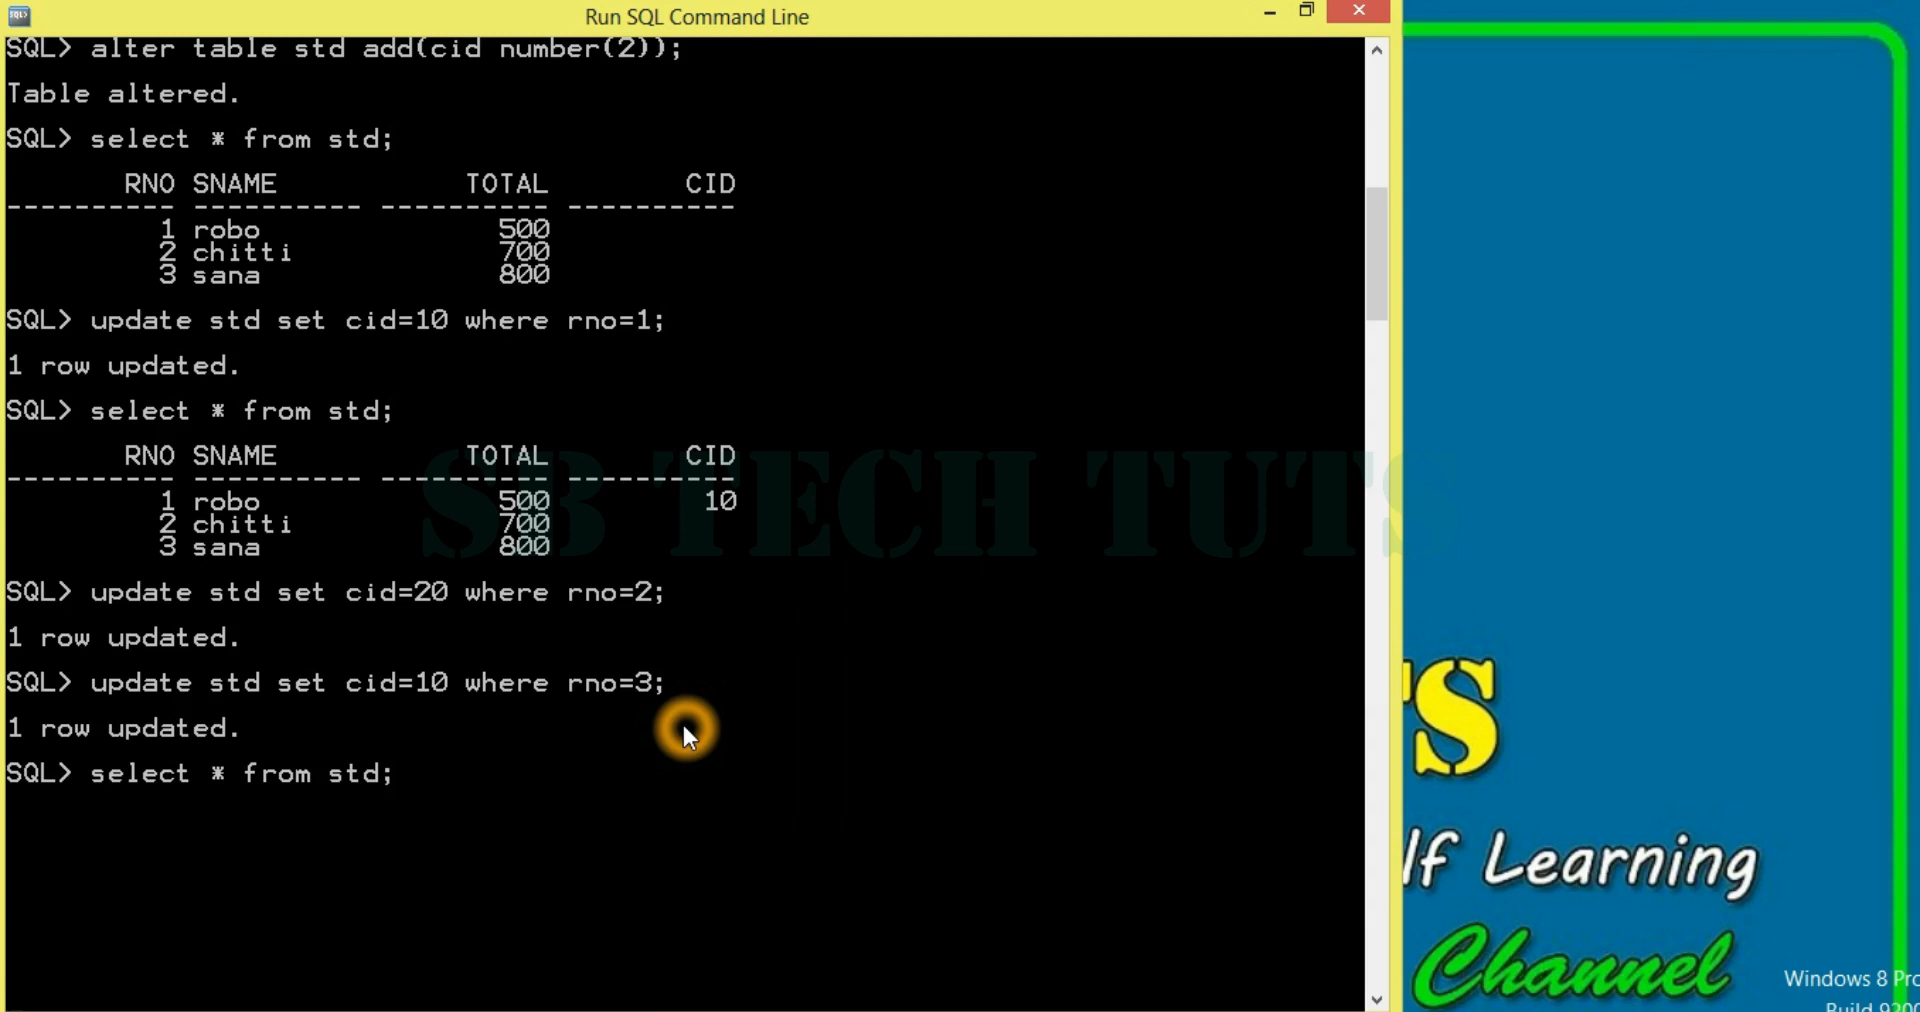 Run SQL Command Line
SQL> alter table std add(cid number(2));
Table altered.
SQL> select * from std;
RNO SNAME TOTAL CID
---------- ---------- ---------- ----------
1 robo 500
2 chitti 700
3 sana 800
SQL> update std set cid=10 where rno=1;
1 row updated.
SQL> select * from std;
RNO SNAME TOTAL CID
---------- ---------- ---------- ----------
1 robo 500 10
2 chitti 700
3 sana 800
SB TECH TUTS
SQL> update std set cid=20 where rno=2;
1 row updated.
SQL> update std set cid=10 where rno=3;
1 row updated.
SQL> select * from std;
TS
lf Learning
Channel
Windows 8 Pro
Build 9200